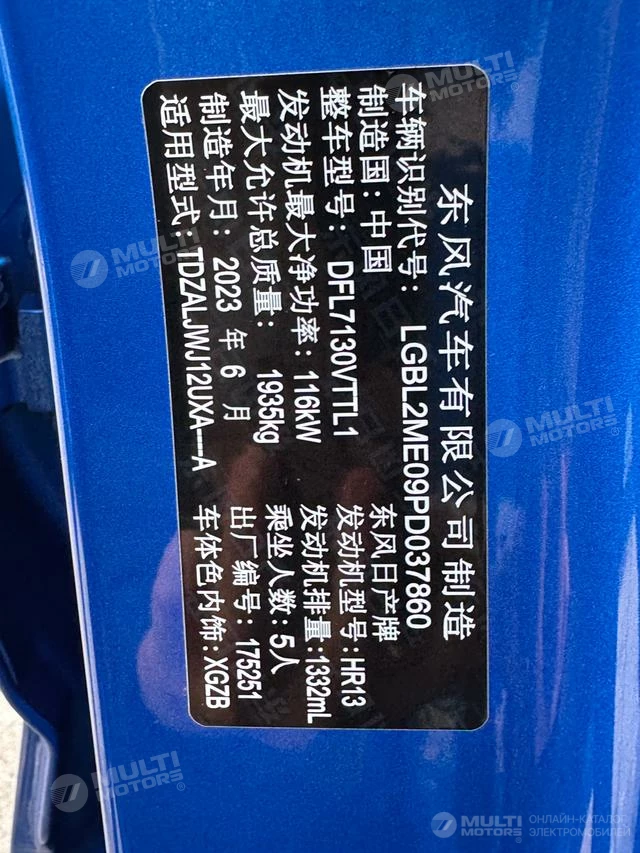 东风汽车有限公司制造
车辆识别代号: LGBL2ME09PD037860
制造国: 中国 东风日产牌
整车型号: DFL7130VTTL1 发动机型号: HR13
发动机最大净功率: 116kW 发动机排量: 1332mL
最大允许总质量: 1935kg 乘坐人数: 5人
制造年月: 2023 年 6 月 出厂编号: 175251
适用型式: TDZALJWJ12UXA----A 车体色内饰: XGZB
MULTI MOTORS®
MULTI MOTORS®
MULTI MOTORS®
MULTI MOTORS®
MULTI MOTORS®
MULTI MOTORS
ОНЛАЙН-КАТАЛОГ
ЭЛЕКТРОМОБИЛЕЙ